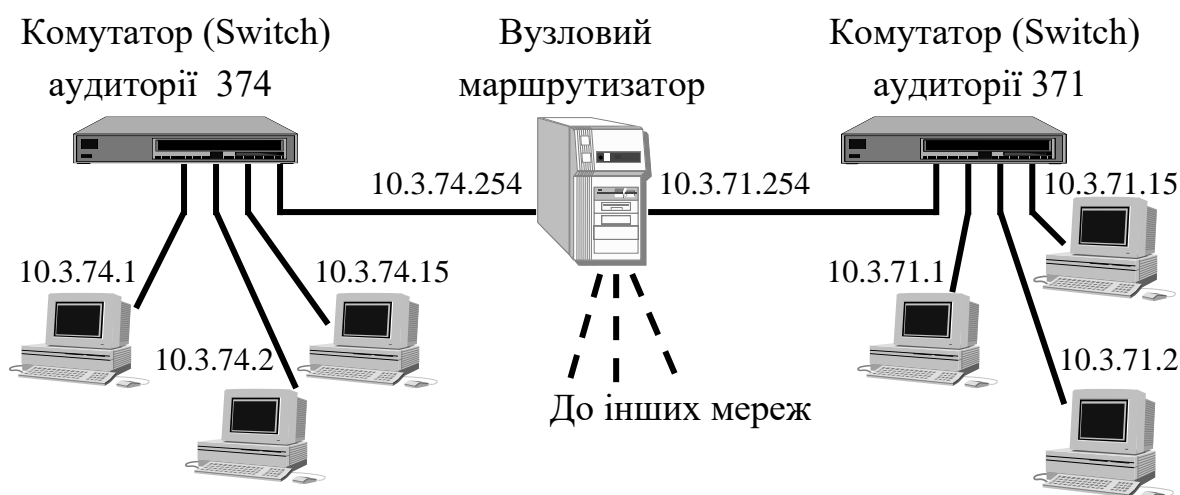 Комутатор (Switch)
аудиторії 374
Вузловий
маршрутизатор
Комутатор (Switch)
аудиторії 371
10.3.74.254
10.3.71.254
10.3.71.15
10.3.74.1
10.3.74.15
10.3.71.1
10.3.74.2
10.3.71.2
До інших мереж